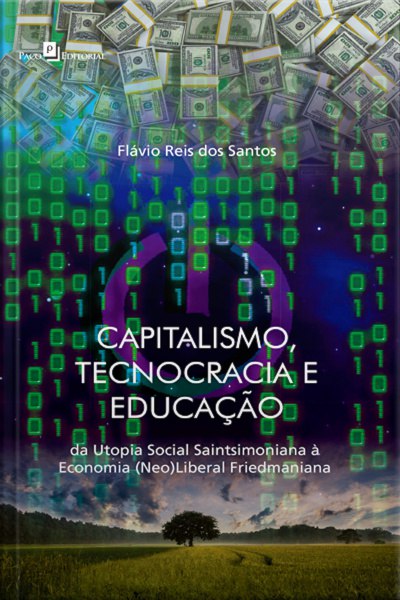 PACO EDITORIAL
Flávio Reis dos Santos
CAPITALISMO,
TECNOCRACIA E
EDUCAÇÃO
da Utopia Social Saintsimoniana à
Economia (Neo)Liberal Friedmaniana